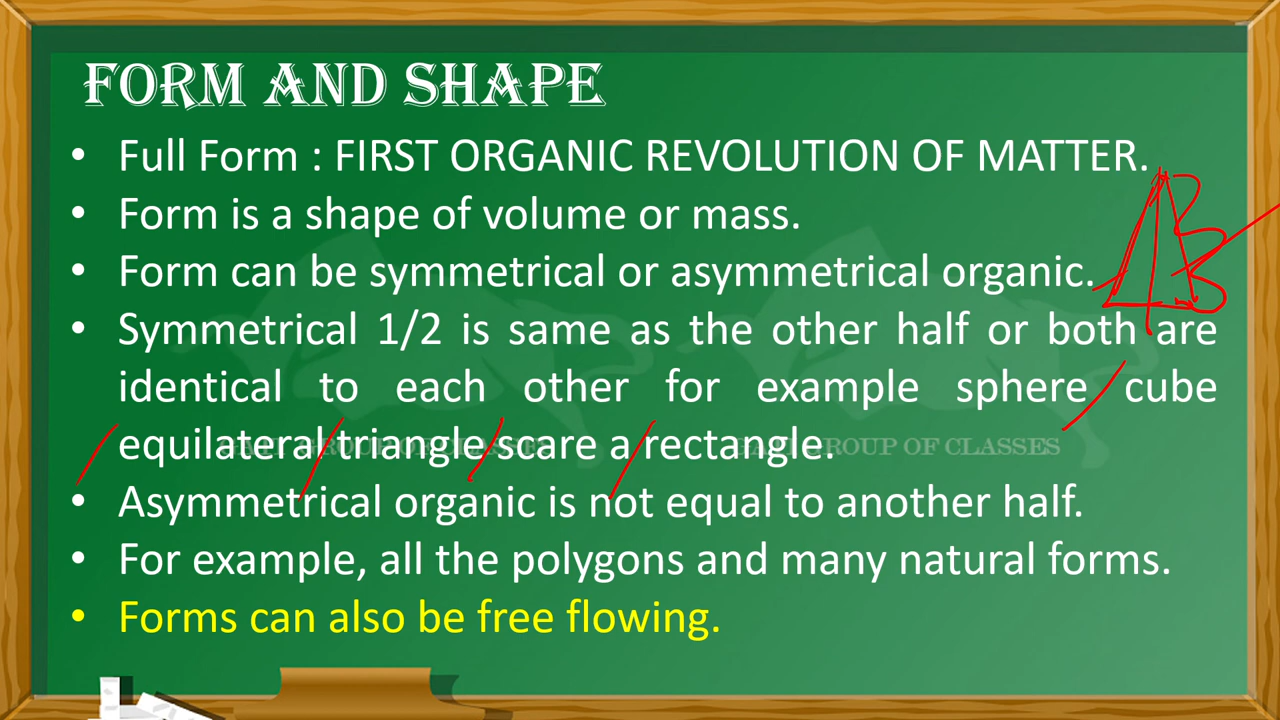 FORM AND SHAPE
• Full Form : FIRST ORGANIC REVOLUTION OF MATTER.
• Form is a shape of volume or mass.
• Form can be symmetrical or asymmetrical organic.
• Symmetrical 1/2 is same as the other half or both are
identical to each other for example sphere cube
equilateral triangle scare a rectangle.
• Asymmetrical organic is not equal to another half.
• For example, all the polygons and many natural forms.
• Forms can also be free flowing.